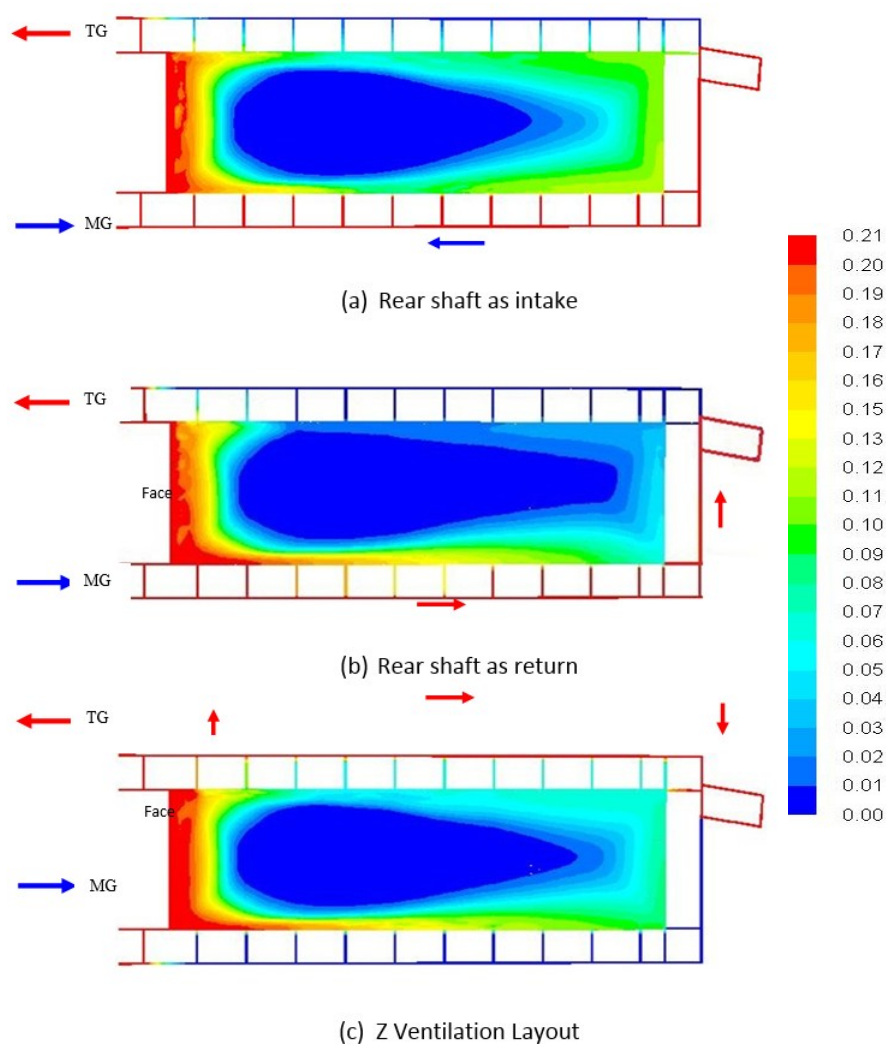 TG
MG
(a) Rear shaft as intake
TG
Face
MG
(b) Rear shaft as return
TG
Face
MG
(c) Z Ventilation Layout
0.21
0.20
0.19
0.18
0.17
0.16
0.15
0.13
0.12
0.11
0.10
0.09
0.08
0.07
0.06
0.05
0.04
0.03
0.02
0.01
0.00